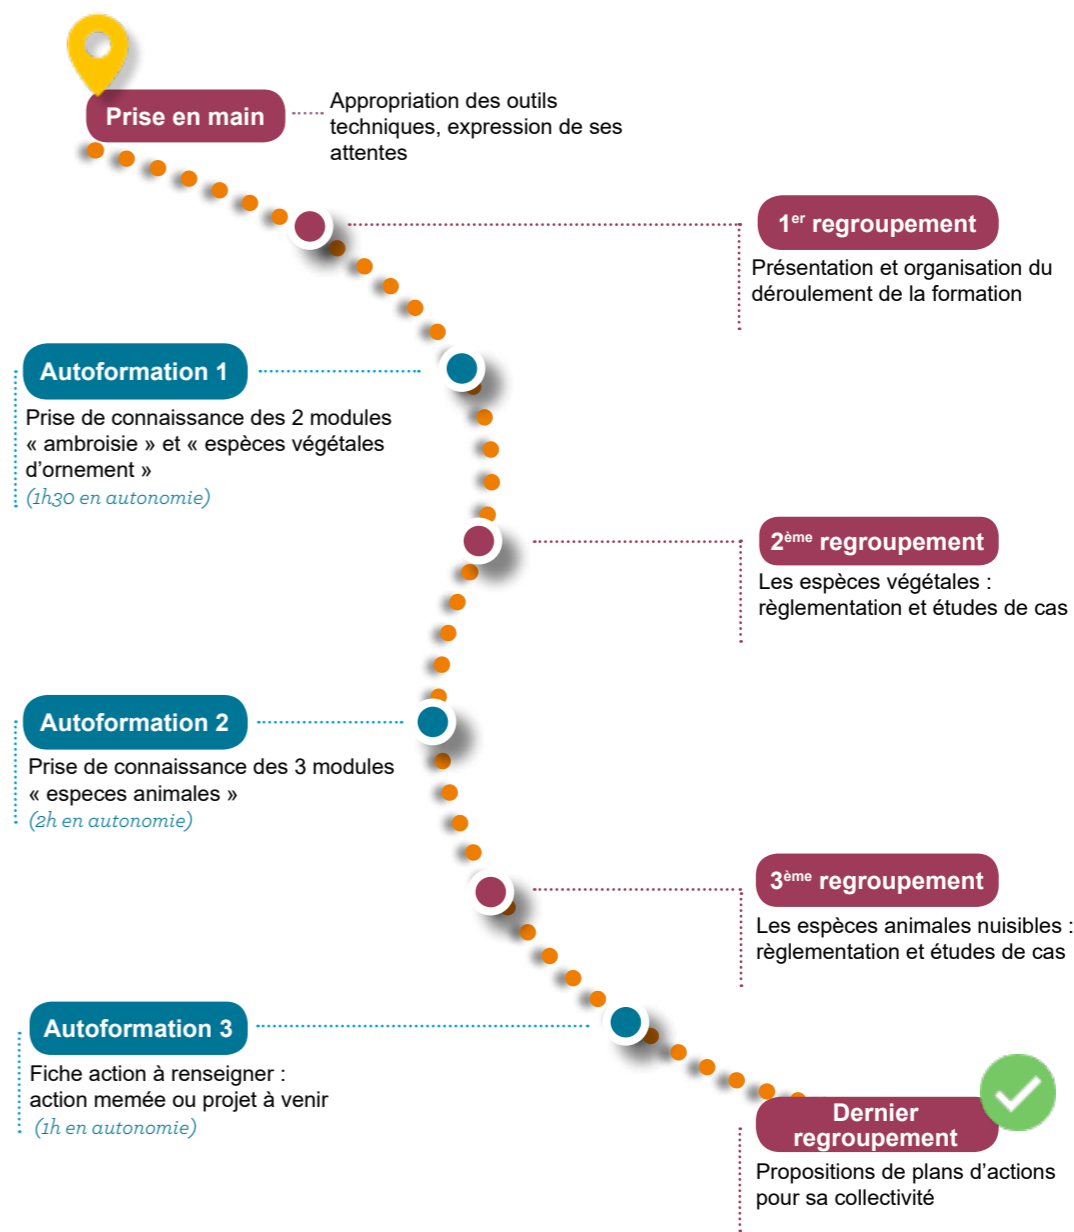 Prise en main
Appropriation des outils
techniques, expression de ses
attentes
1er regroupement
Présentation et organisation du
déroulement de la formation
Autoformation 1
Prise de connaissance des 2 modules
« ambroisie » et « espèces végétales
d’ornement »
(1h30 en autonomie)
2ème regroupement
Les espèces végétales :
règlementation et études de cas
Autoformation 2
Prise de connaissance des 3 modules
« especes animales »
(2h en autonomie)
3ème regroupement
Les espèces animales nuisibles :
règlementation et études de cas
Autoformation 3
Fiche action à renseigner :
action memée ou projet à venir
(1h en autonomie)
Dernier
regroupement
Propositions de plans d’actions
pour sa collectivité